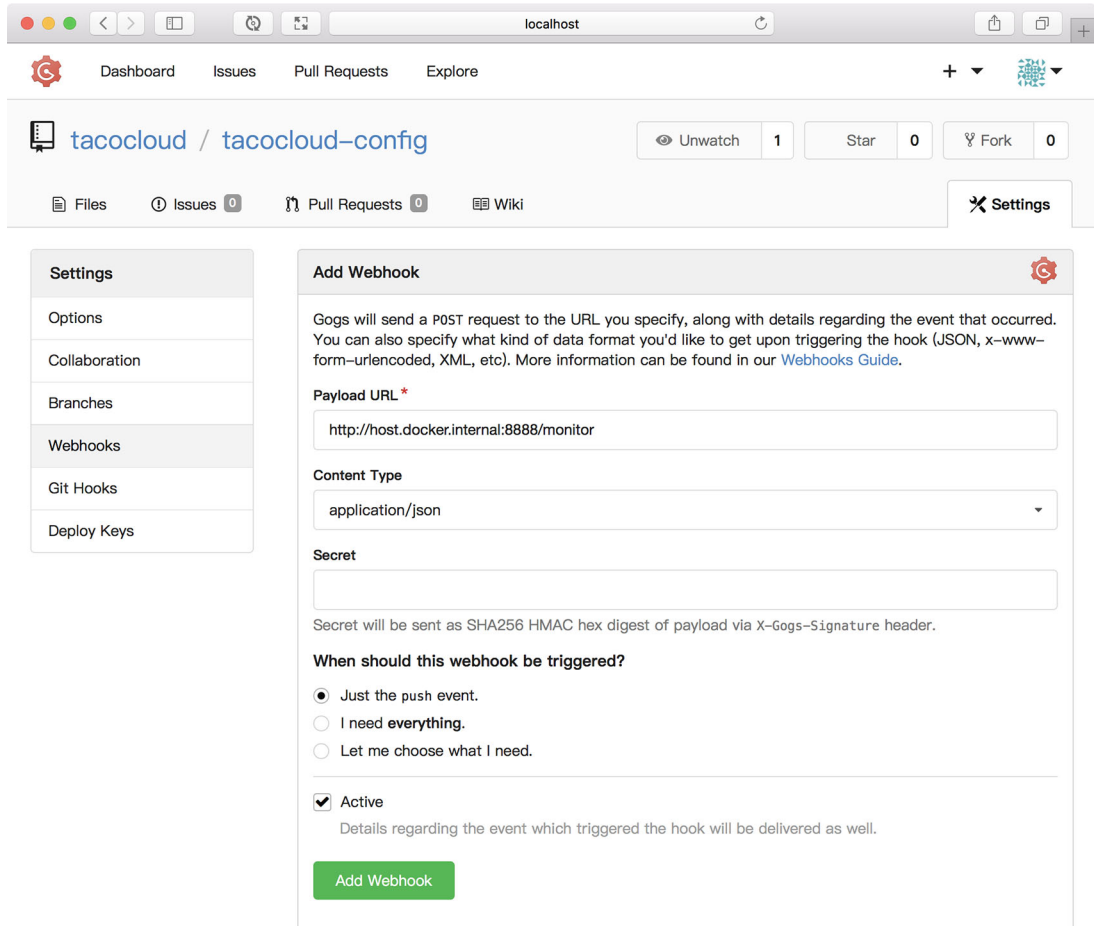 localhost
Dashboard Issues Pull Requests Explore
tacocloud / tacocloud-config
Unwatch 1 Star 0 Fork 0
Files Issues 0 Pull Requests 0 Wiki Settings
Settings
Options
Collaboration
Branches
Webhooks
Git Hooks
Deploy Keys
Add Webhook
Gogs will send a POST request to the URL you specify, along with details regarding the event that occurred.
You can also specify what kind of data format you'd like to get upon triggering the hook (JSON, x-www-
form-urlencoded, XML, etc). More information can be found in our Webhooks Guide.
Payload URL*
http://host.docker.internal:8888/monitor
Content Type
application/json
Secret
Secret will be sent as SHA256 HMAC hex digest of payload via X-Gogs-Signature header.
When should this webhook be triggered?
Just the push event.
I need everything.
Let me choose what I need.
Active
Details regarding the event which triggered the hook will be delivered as well.
Add Webhook